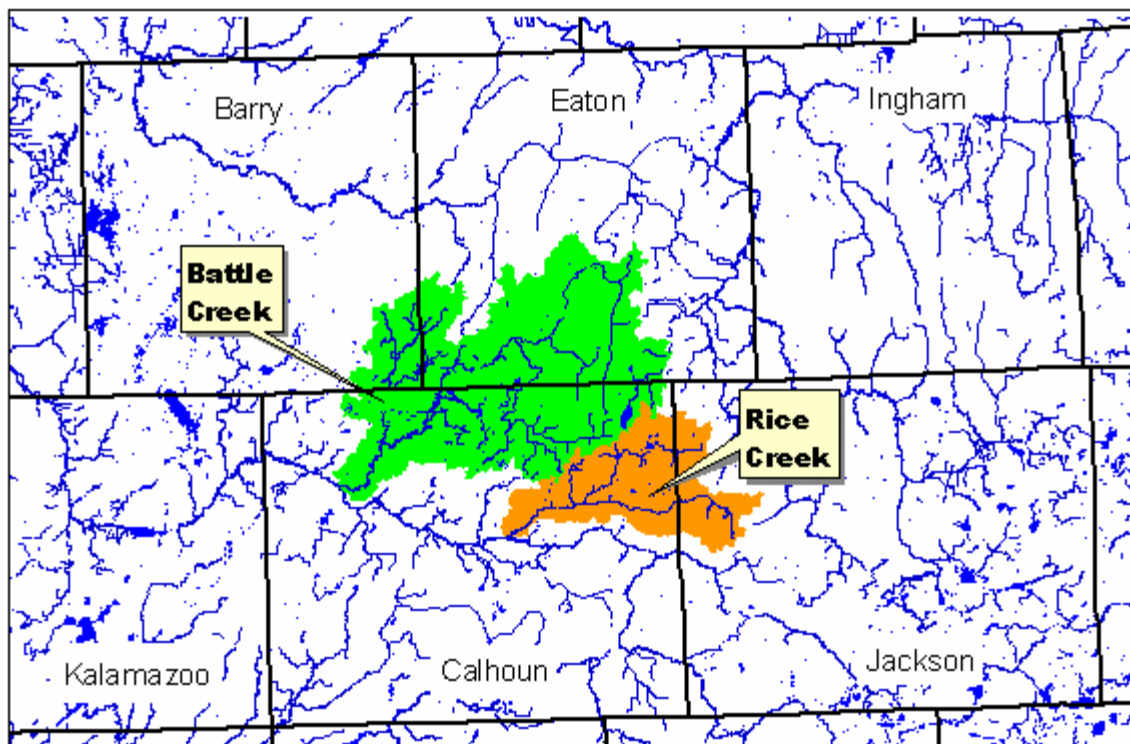 Barry
Eaton
Ingham
Battle
Creek
Rice
Creek
Kalamazoo
Calhoun
Jackson